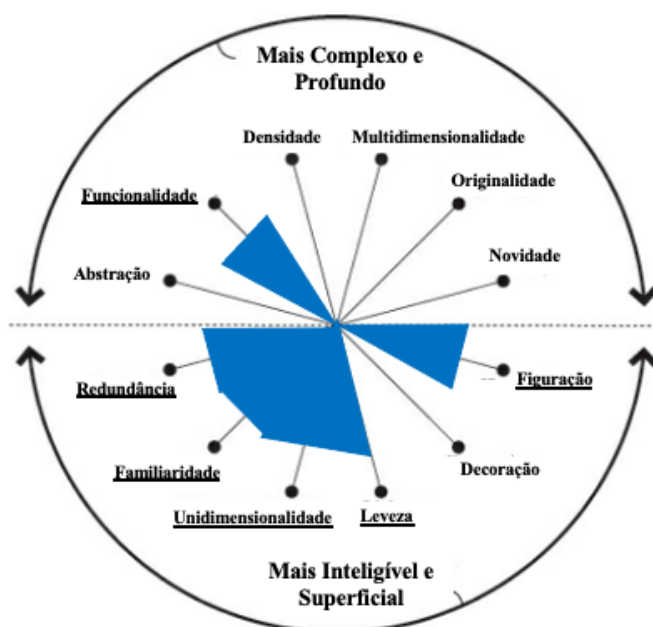 Mais Complexo e
Profundo
Densidade
Multidimensionalidade
Funcionalidade
Originalidade
Abstração
Novidade
Redundância
Figuração
Familiaridade
Decoração
Unidimensionalidade
Leveza
Mais Inteligível e
Superficial